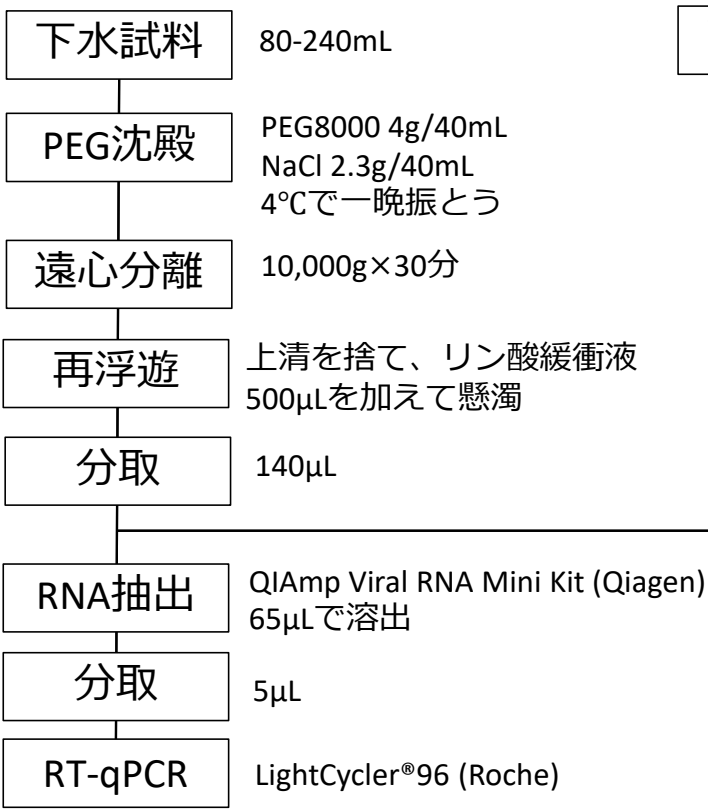 下水試料
80-240mL
PEG沈殿
PEG8000 4g/40mL
NaCl 2.3g/40mL
4℃で一晩振とう
遠心分離
10,000g×30分
再浮遊
上清を捨て、リン酸緩衝液
500µLを加えて懸濁
分取
140µL
RNA抽出
QIAmp Viral RNA Mini Kit (Qiagen)
65µLで溶出
分取
5µL
RT-qPCR
LightCycler®96 (Roche)